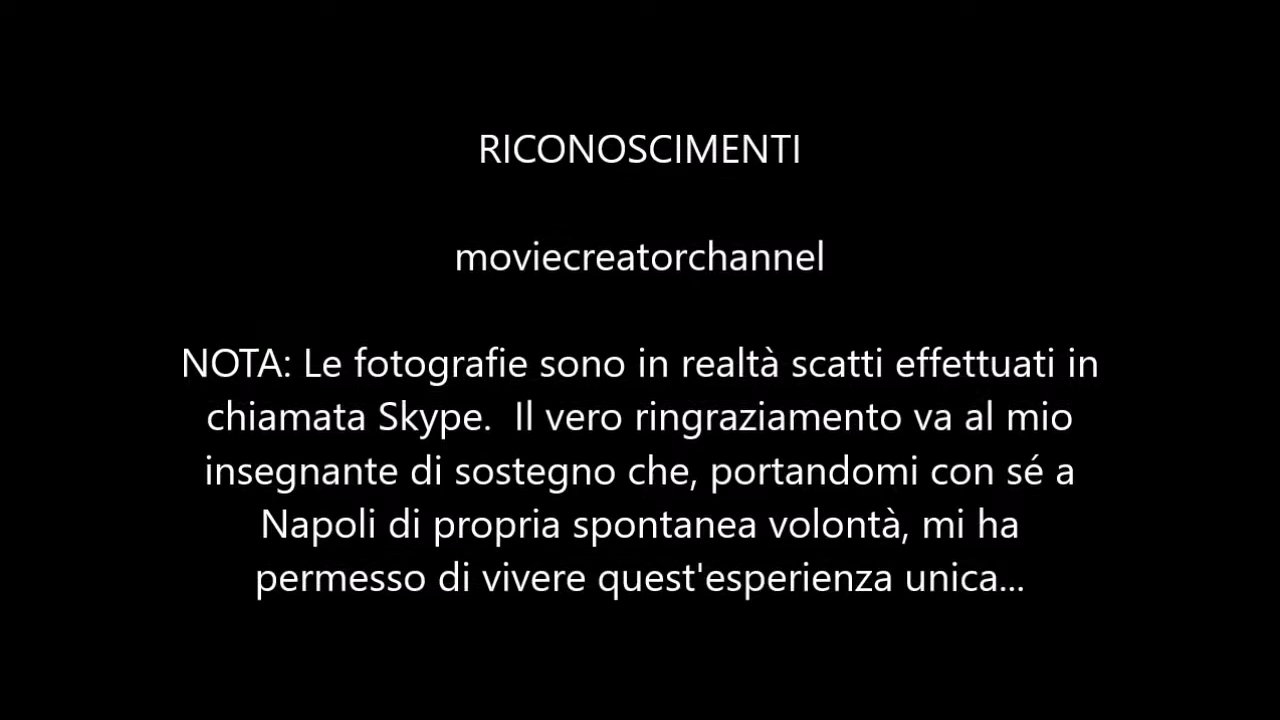 RICONOSCIMENTI
moviecreatorchannel
NOTA: Le fotografie sono in realtà scatti effettuati in
chiamata Skype.  Il vero ringraziamento va al mio
insegnante di sostegno che, portandomi con sé a
Napoli di propria spontanea volontà, mi ha
permesso di vivere quest'esperienza unica...